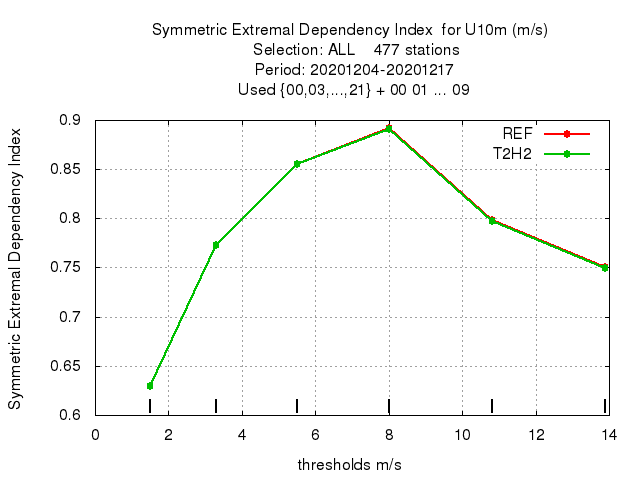 Symmetric Extremal Dependency Index  for U10m (m/s)
Selection: ALL    477 stations
Period: 20201204-20201217
Used {00,03,...,21} + 00 01 ... 09
REF
T2H2
Symmetric Extremal Dependency Index
0.9
0.85
0.8
0.75
0.7
0.65
0.6
0 2 4 6 8 10 12 14
thresholds m/s